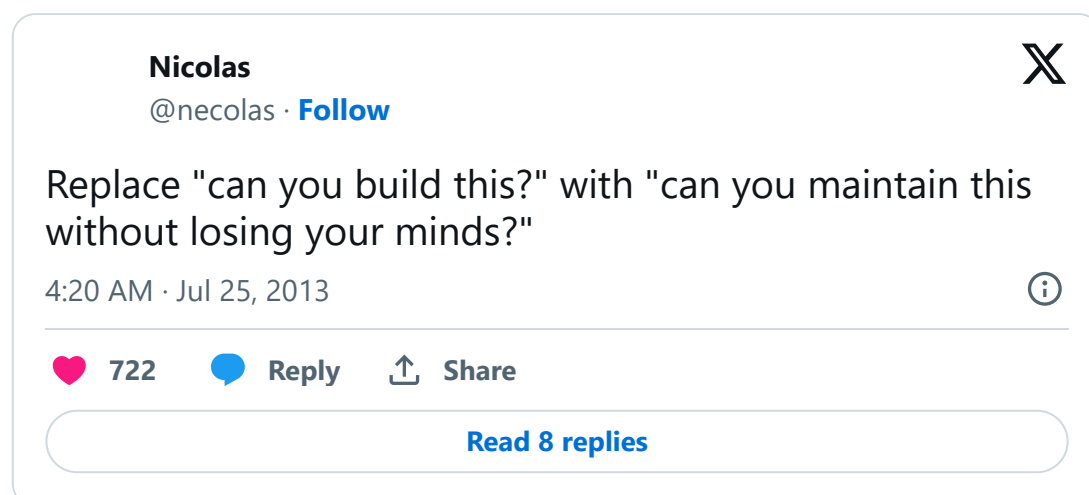 Nicolas
@necolas · Follow
Replace "can you build this?" with "can you maintain this
without losing your minds?"
4:20 AM · Jul 25, 2013
722 Reply Share
Read 8 replies